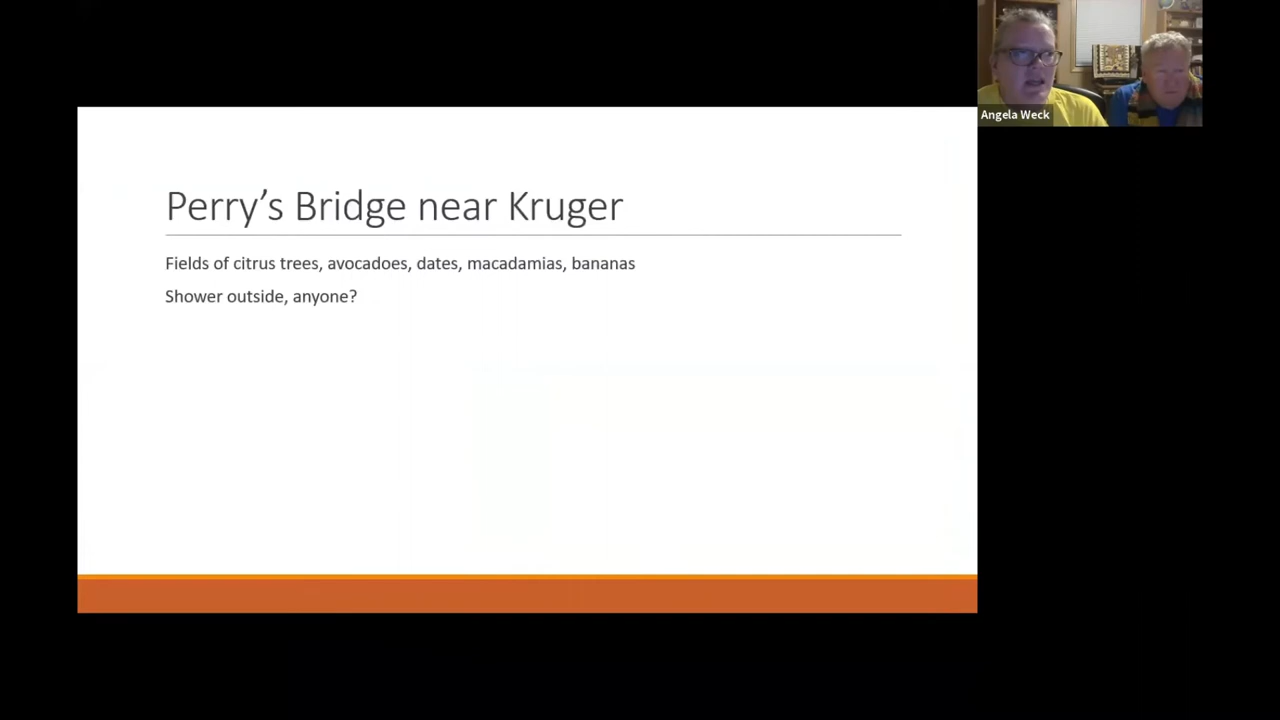 Perry’s Bridge near Kruger
Fields of citrus trees, avocadoes, dates, macadamias, bananas
Shower outside, anyone?
Angela Weck